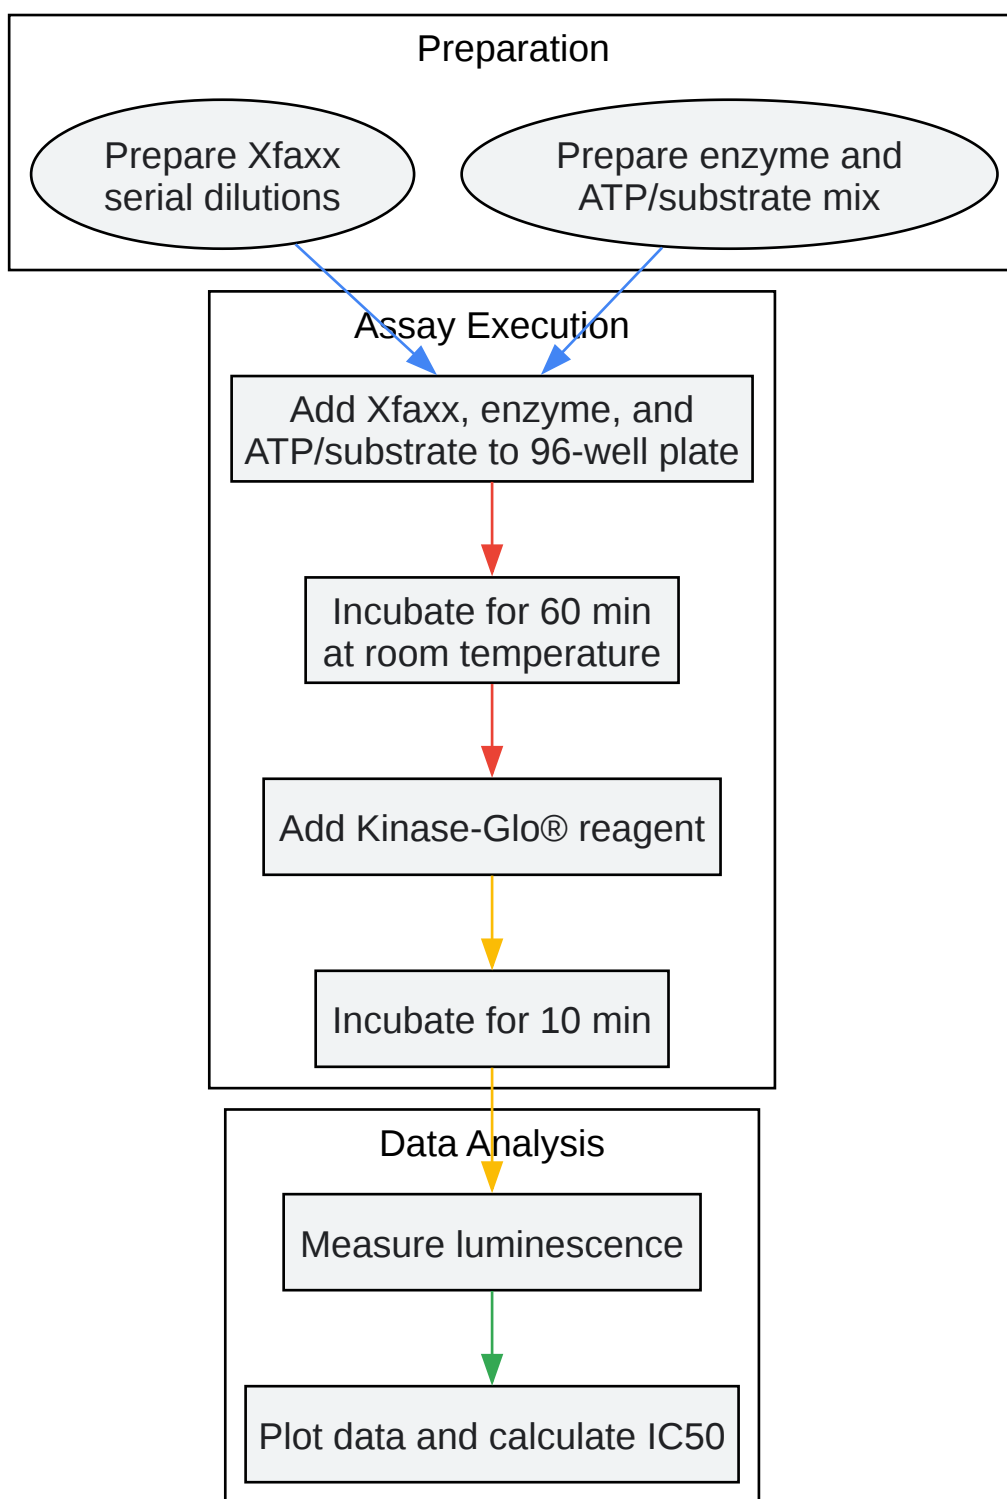 Preparation
Prepare Xfaxx
serial dilutions
Prepare enzyme and
ATP/substrate mix
Assay Execution
Add Xfaxx, enzyme, and
ATP/substrate to 96-well plate
Incubate for 60 min
at room temperature
Add Kinase-Glo® reagent
Incubate for 10 min
Data Analysis
Measure luminescence
Plot data and calculate IC50